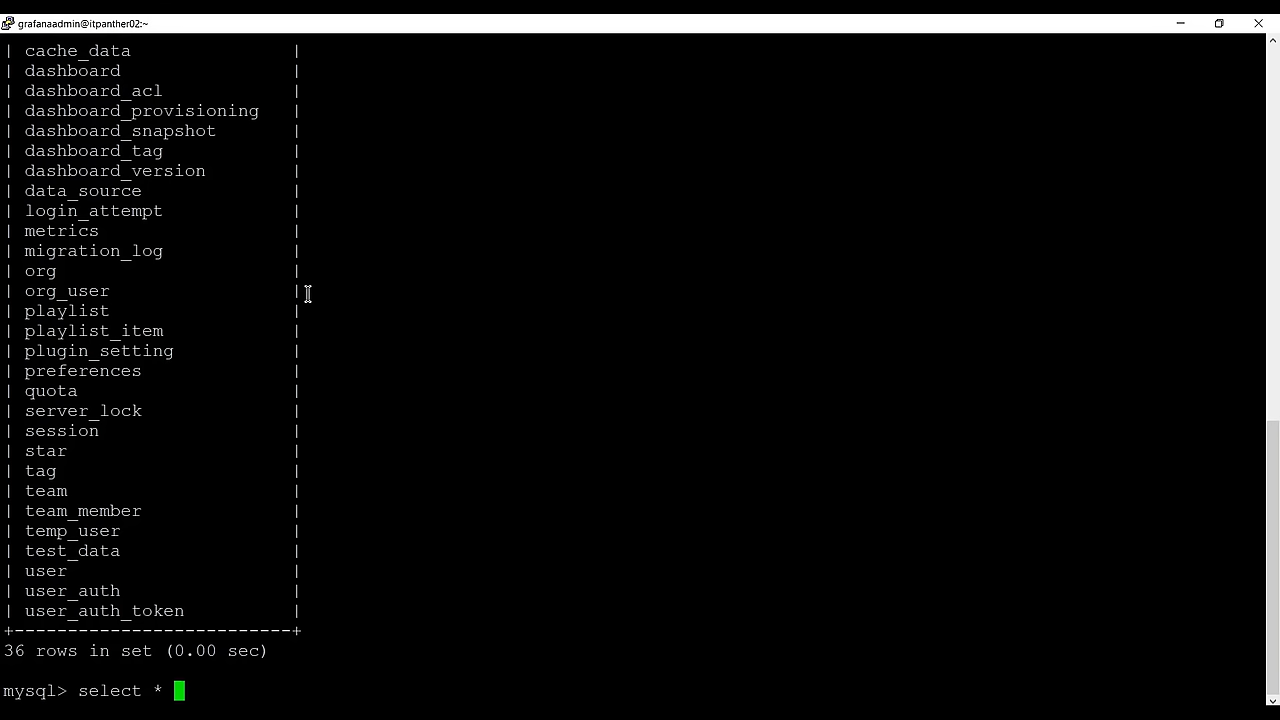 grafanaadmin@itpanther02:~
| cache_data |
| dashboard |
| dashboard_acl |
| dashboard_provisioning |
| dashboard_snapshot |
| dashboard_tag |
| dashboard_version |
| data_source |
| login_attempt |
| metrics |
| migration_log |
| org |
| org_user |
| playlist |
| playlist_item |
| plugin_setting |
| preferences |
| quota |
| server_lock |
| session |
| star |
| tag |
| team |
| team_member |
| temp_user |
| test_data |
| user |
| user_auth |
| user_auth_token |
+--------------------------+
36 rows in set (0.00 sec)
mysql> select *